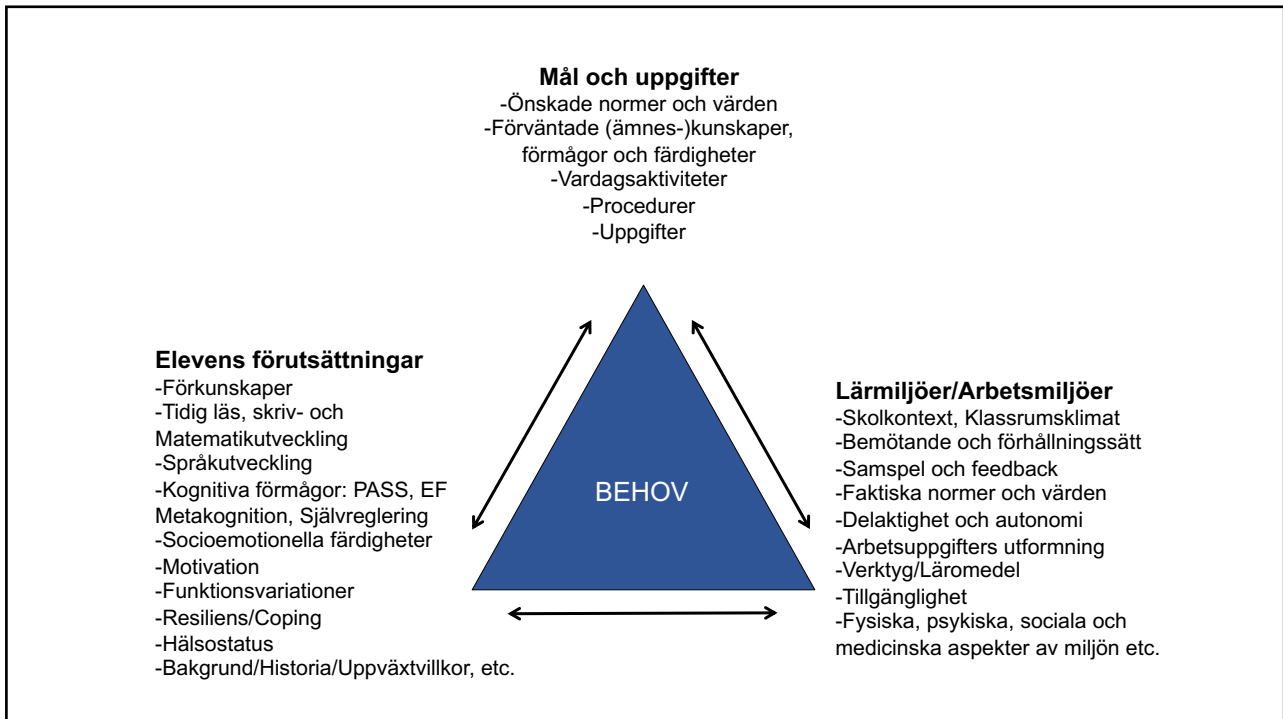 Mål och uppgifter
-Önskade normer och värden
-Förväntade (ämnes-)kunskaper,
förmågor och färdigheter
-Vardagsaktiviteter
-Procedurer
-Uppgifter
Elevens förutsättningar
-Förkunskaper
-Tidig läs, skriv- och
Matematikutveckling
-Språkutveckling
-Kognitiva förmågor: PASS, EF
Metakognition, Självreglering
-Socioemotionella färdigheter
-Motivation
-Funktionsvariationer
-Resiliens/Coping
-Hälsostatus
-Bakgrund/Historia/Uppväxtvillkor, etc.
BEHOV
Lärmiljöer/Arbetsmiljöer
-Skolkontext, Klassrumsklimat
-Bemötande och förhållningssätt
-Samspel och feedback
-Faktiska normer och värden
-Delaktighet och autonomi
-Arbetsuppgifters utformning
-Verktyg/Läromedel
-Tillgänglighet
-Fysiska, psykiska, sociala och
medicinska aspekter av miljön etc.